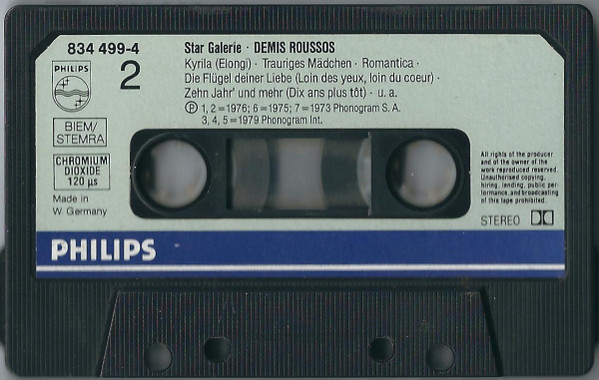 834 499-4
PHILIPS
2
BIEM/
STEMRA
CHROMIUM
DIOXIDE
120 µs
Made in
W. Germany
Star Galerie · DEMIS ROUSSOS
Kyrila (Elongi) · Trauriges Mädchen · Romantica ·
Die Flügel deiner Liebe (Loin des yeux, loin du coeur) ·
Zehn Jahr' und mehr (Dix ans plus tôt) · u. a.
Ⓟ 1, 2 = 1976; 6 = 1975; 7 = 1973 Phonogram S. A.
3, 4, 5 = 1979 Phonogram Int.
All rights of the producer
and of the owner of the
work reproduced reserved.
Unauthorised copying,
hiring, lending, public per-
formance, and broadcasting
of this tape prohibited.
STEREO
PHILIPS